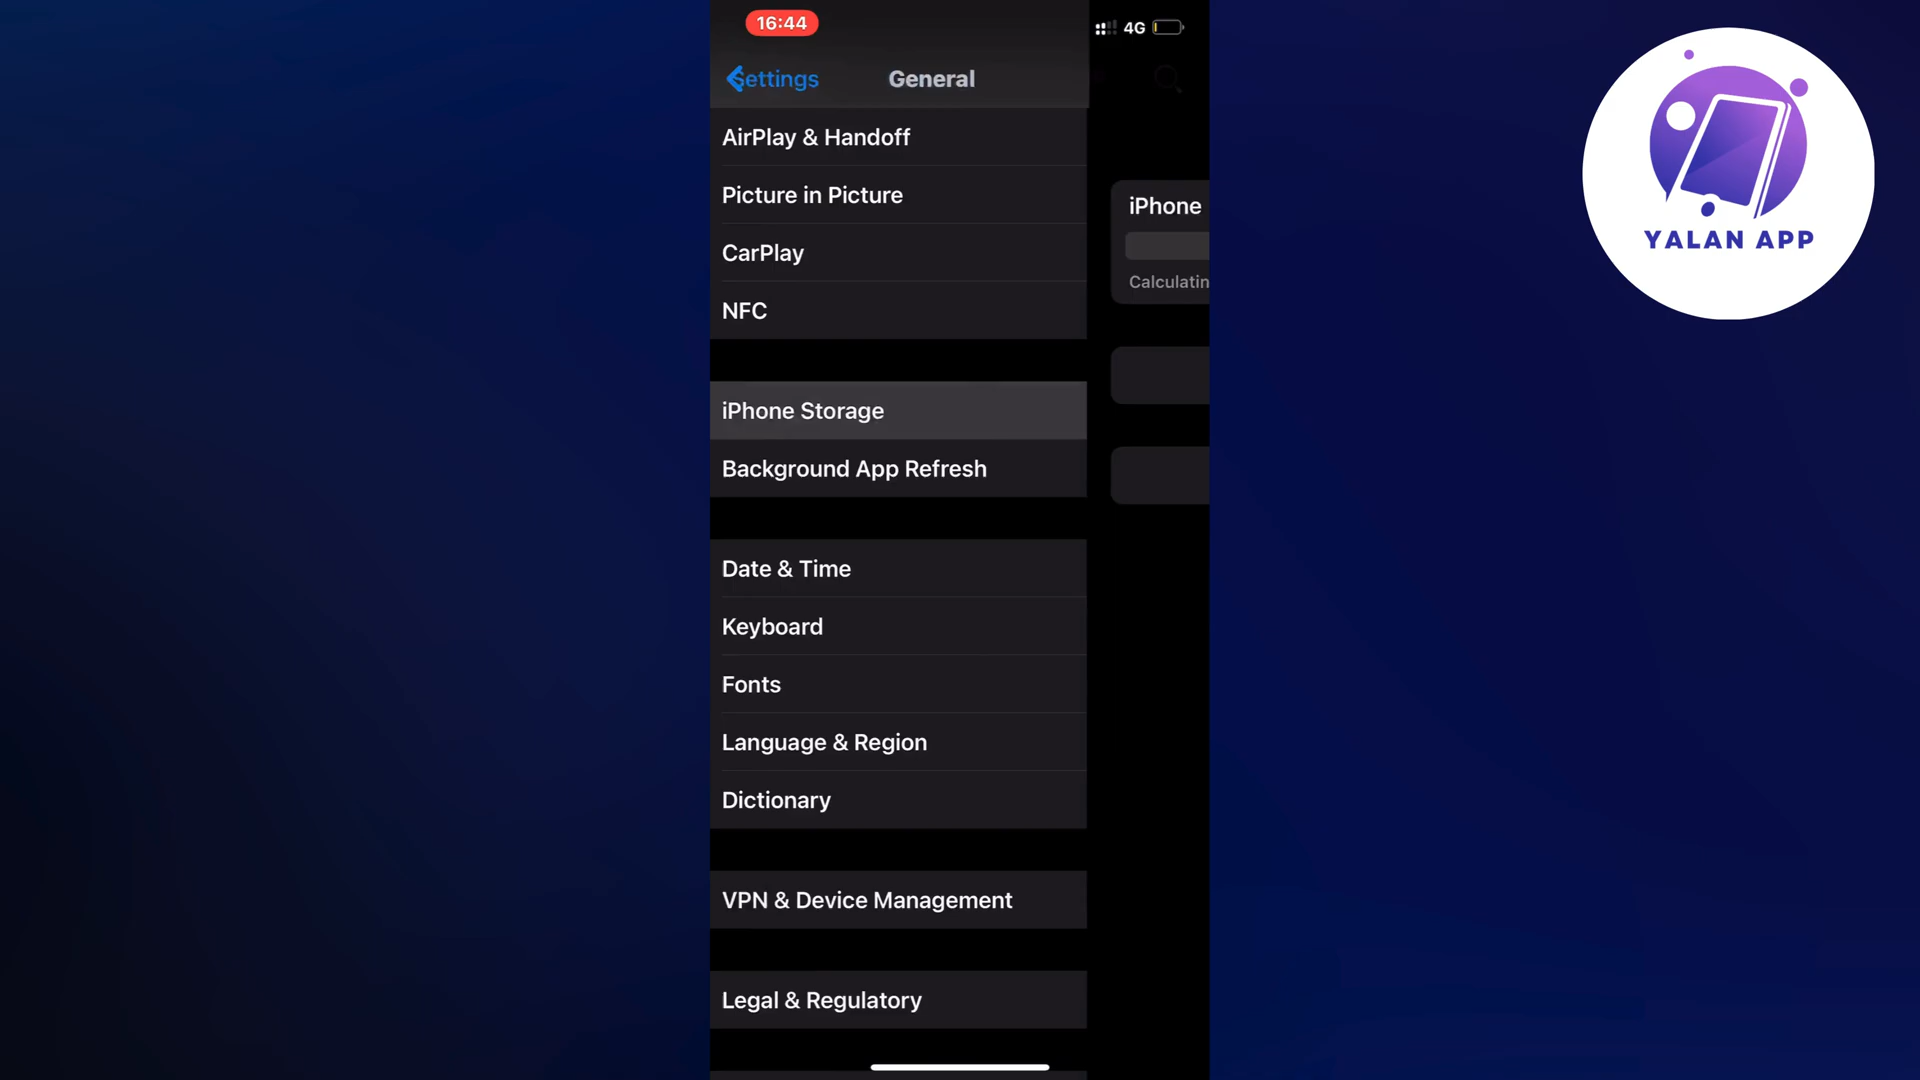 16:44
4G
Settings
General
AirPlay & Handoff
Picture in Picture
CarPlay
NFC
iPhone Storage
Background App Refresh
Date & Time
Keyboard
Fonts
Language & Region
Dictionary
VPN & Device Management
Legal & Regulatory
iPhone
Calculatin
YALAN APP